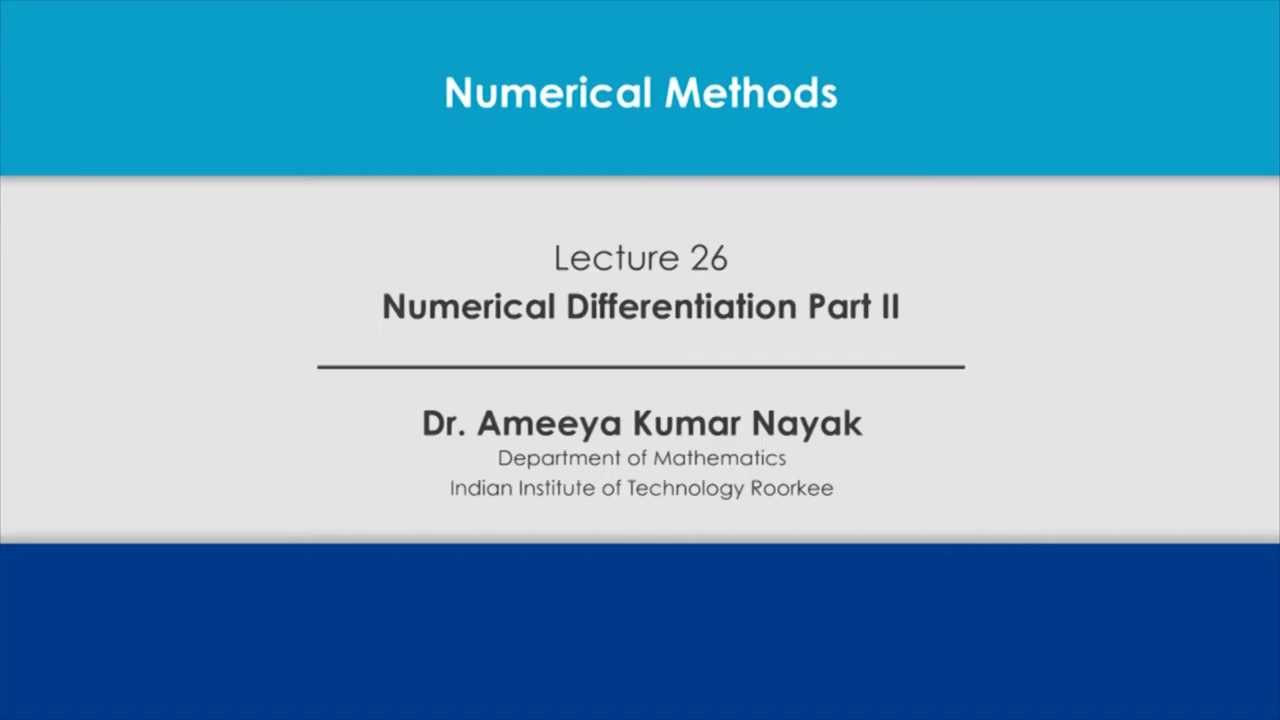 Numerical Methods
Lecture 26
Numerical Differentiation Part II
Dr. Ameeya Kumar Nayak
Department of Mathematics
Indian Institute of Technology Roorkee